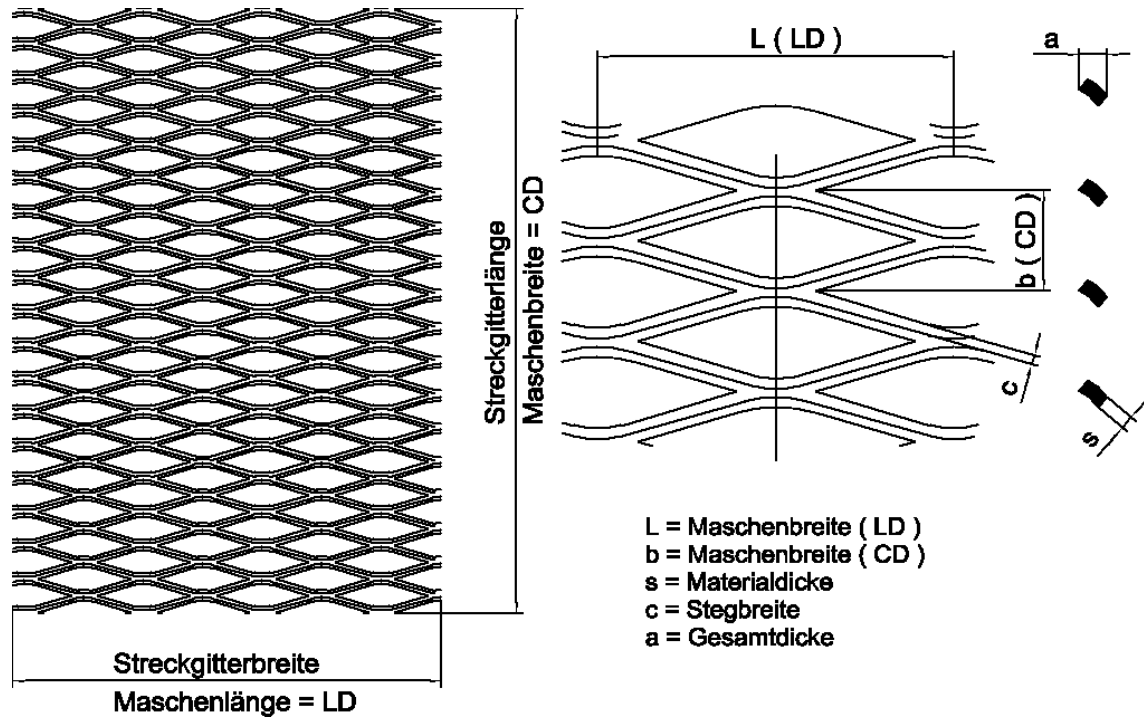 Streckgitterlänge
Maschenbreite = CD
Streckgitterbreite
Maschenlänge = LD
L ( LD )
a
b ( CD )
c
s
L = Maschenbreite ( LD )
b = Maschenbreite ( CD )
s = Materialdicke
c = Stegbreite
a = Gesamtdicke